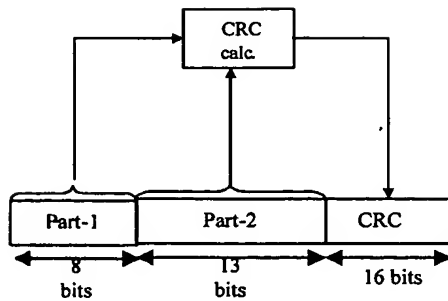 CRC
calc.
Part-1
Part-2
CRC
8
bits
13
bits
16 bits